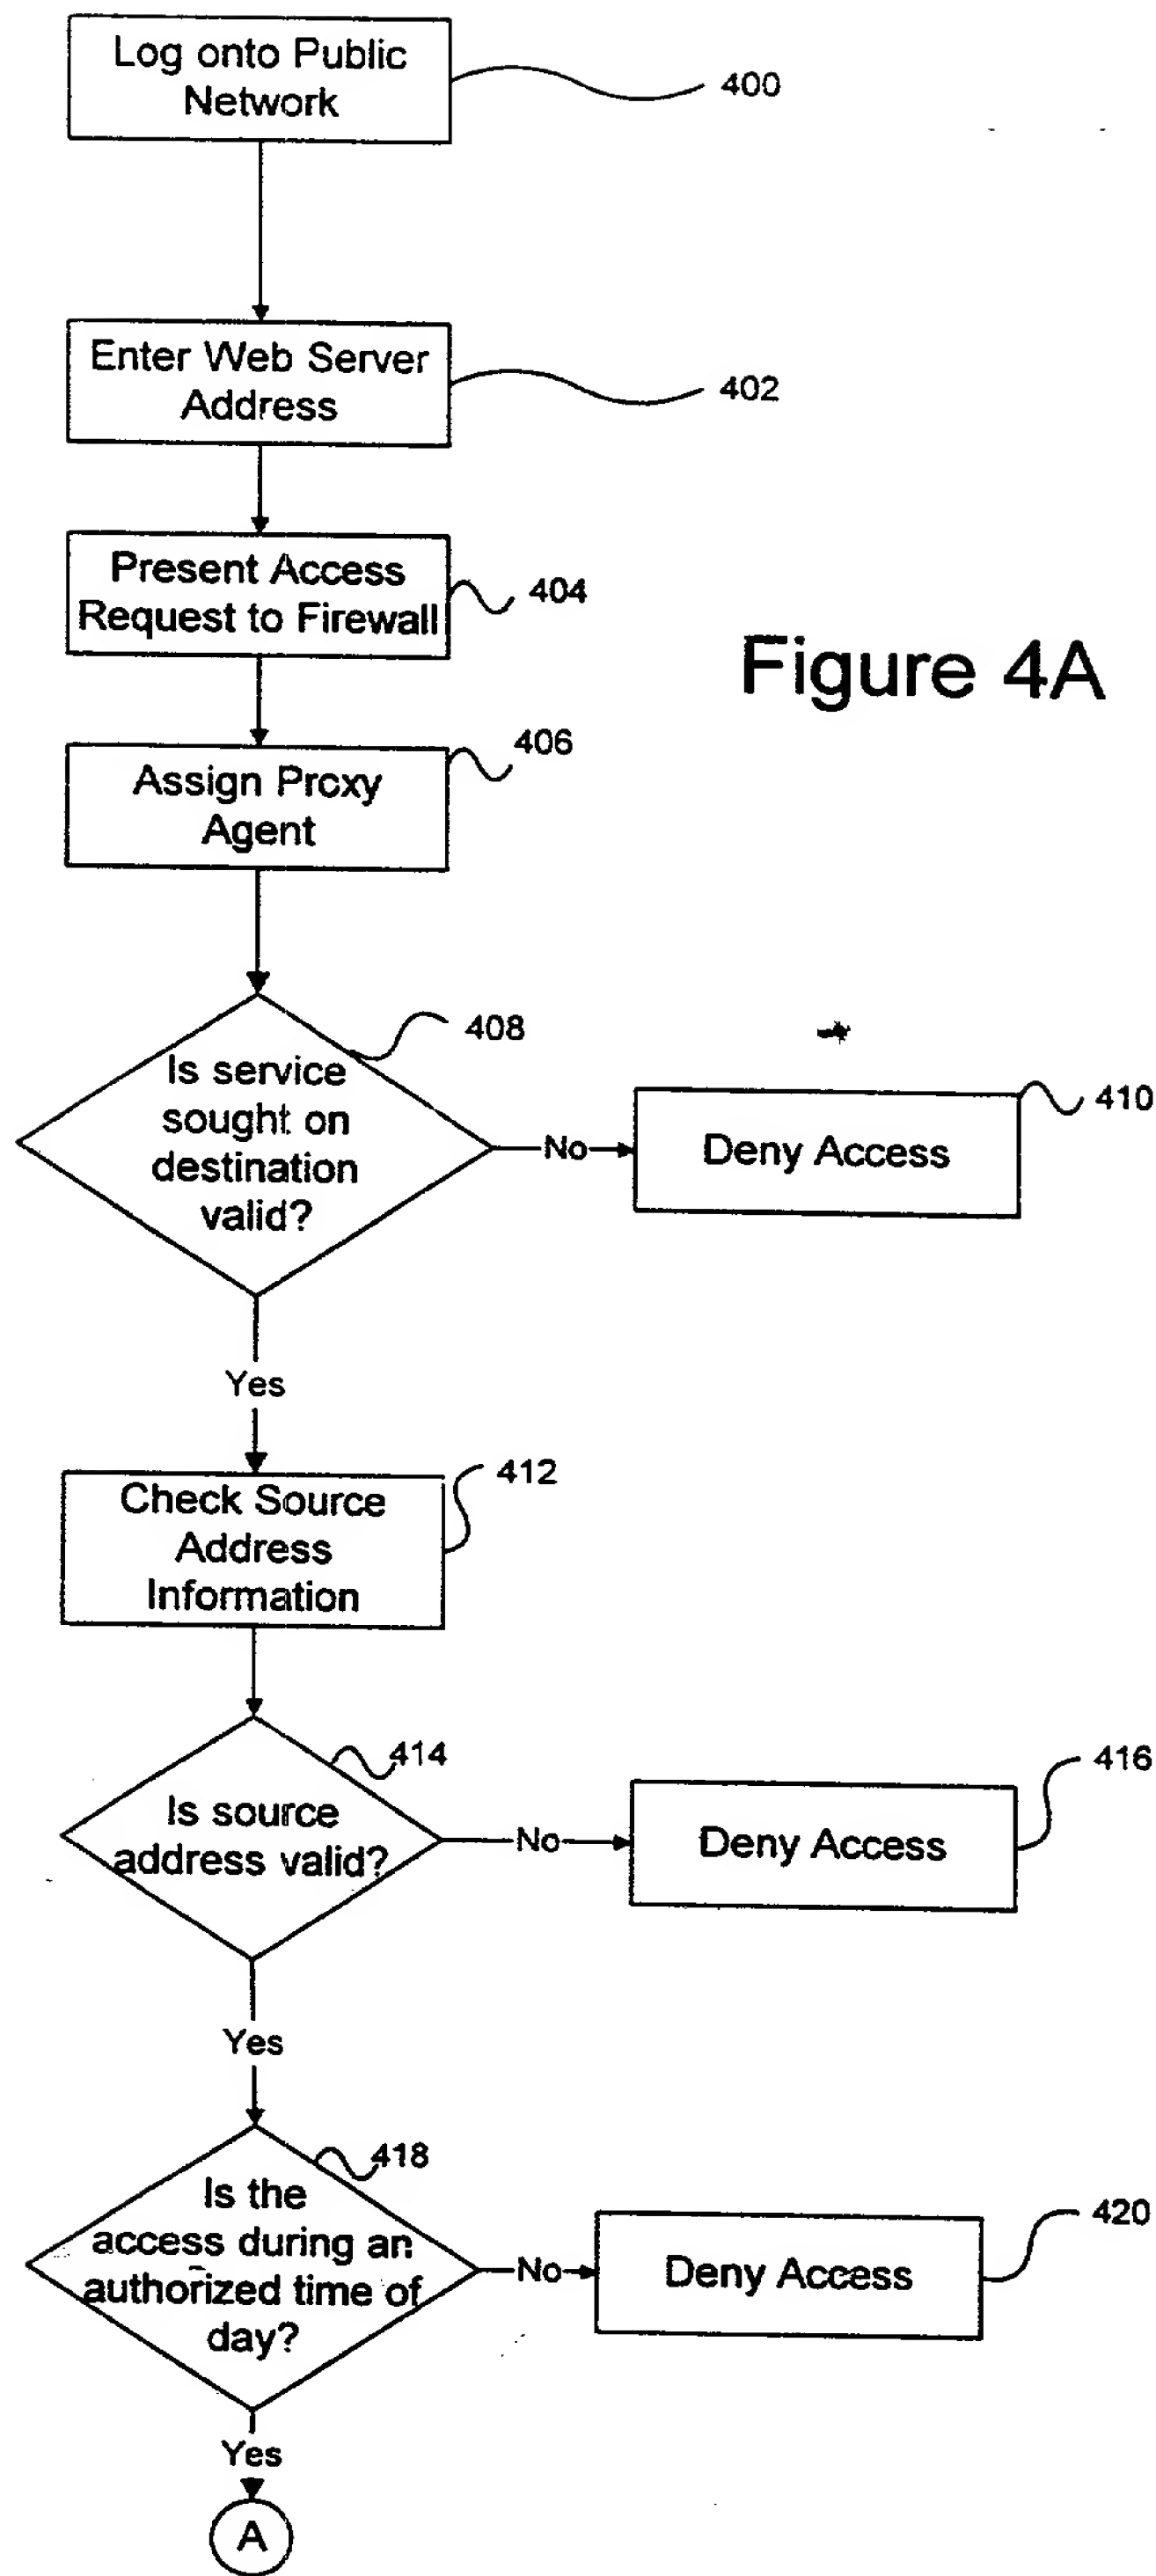 Log onto Public
Network
400
Enter Web Server
Address
402
Present Access
Request to Firewall
404
Figure 4A
406
Assign Proxy
Agent
408
Is service
sought on
destination
valid?
No
Deny Access
410
Yes
412
Check Source
Address
Information
414
Is source
address valid?
No
Deny Access
416
Yes
418
Is the
access during an
authorized time of
day?
No
Deny Access
420
Yes
A